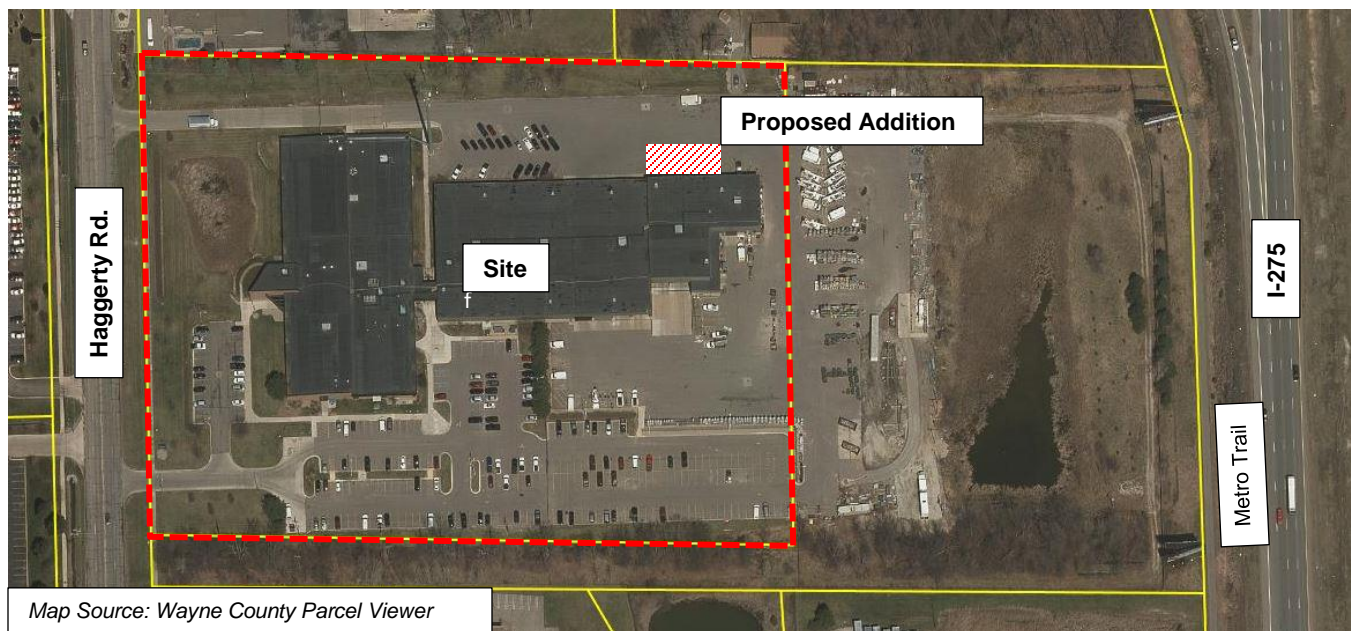 Proposed Addition
Site
f
Haggerty Rd.
I-275
Metro Trail
Map Source: Wayne County Parcel Viewer